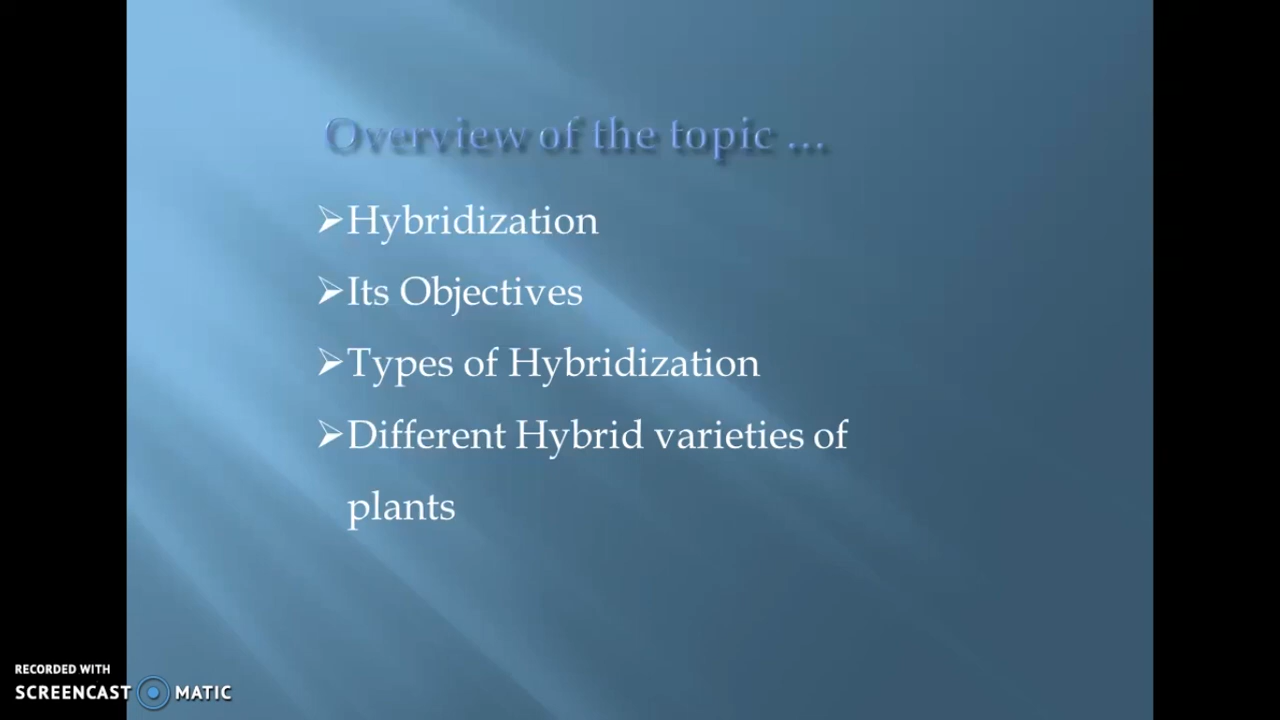 Overview of the topic ...
➢Hybridization
➢Its Objectives
➢Types of Hybridization
➢Different Hybrid varieties of
plants
RECORDED WITH
SCREENCAST MATIC